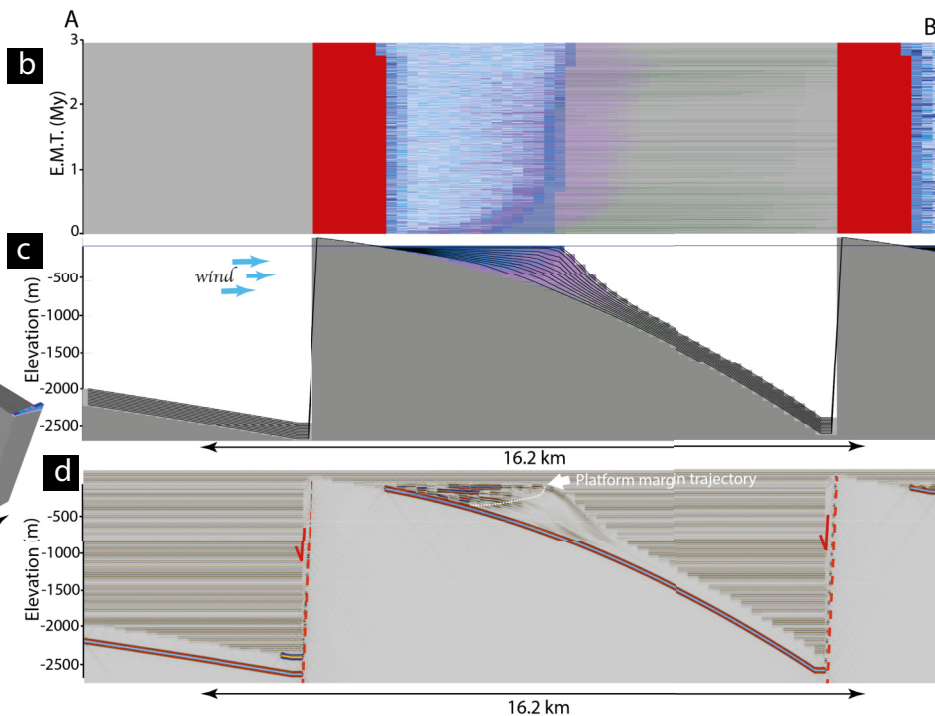 A
B
b
3
2
1
0
E.M.T. (My)
c
wind
-500
-1000
-1500
-2000
-2500
Elevation (m)
16.2 km
d
Platform margin trajectory
-500
-1000
-1500
-2000
-2500
Elevation (m)
16.2 km